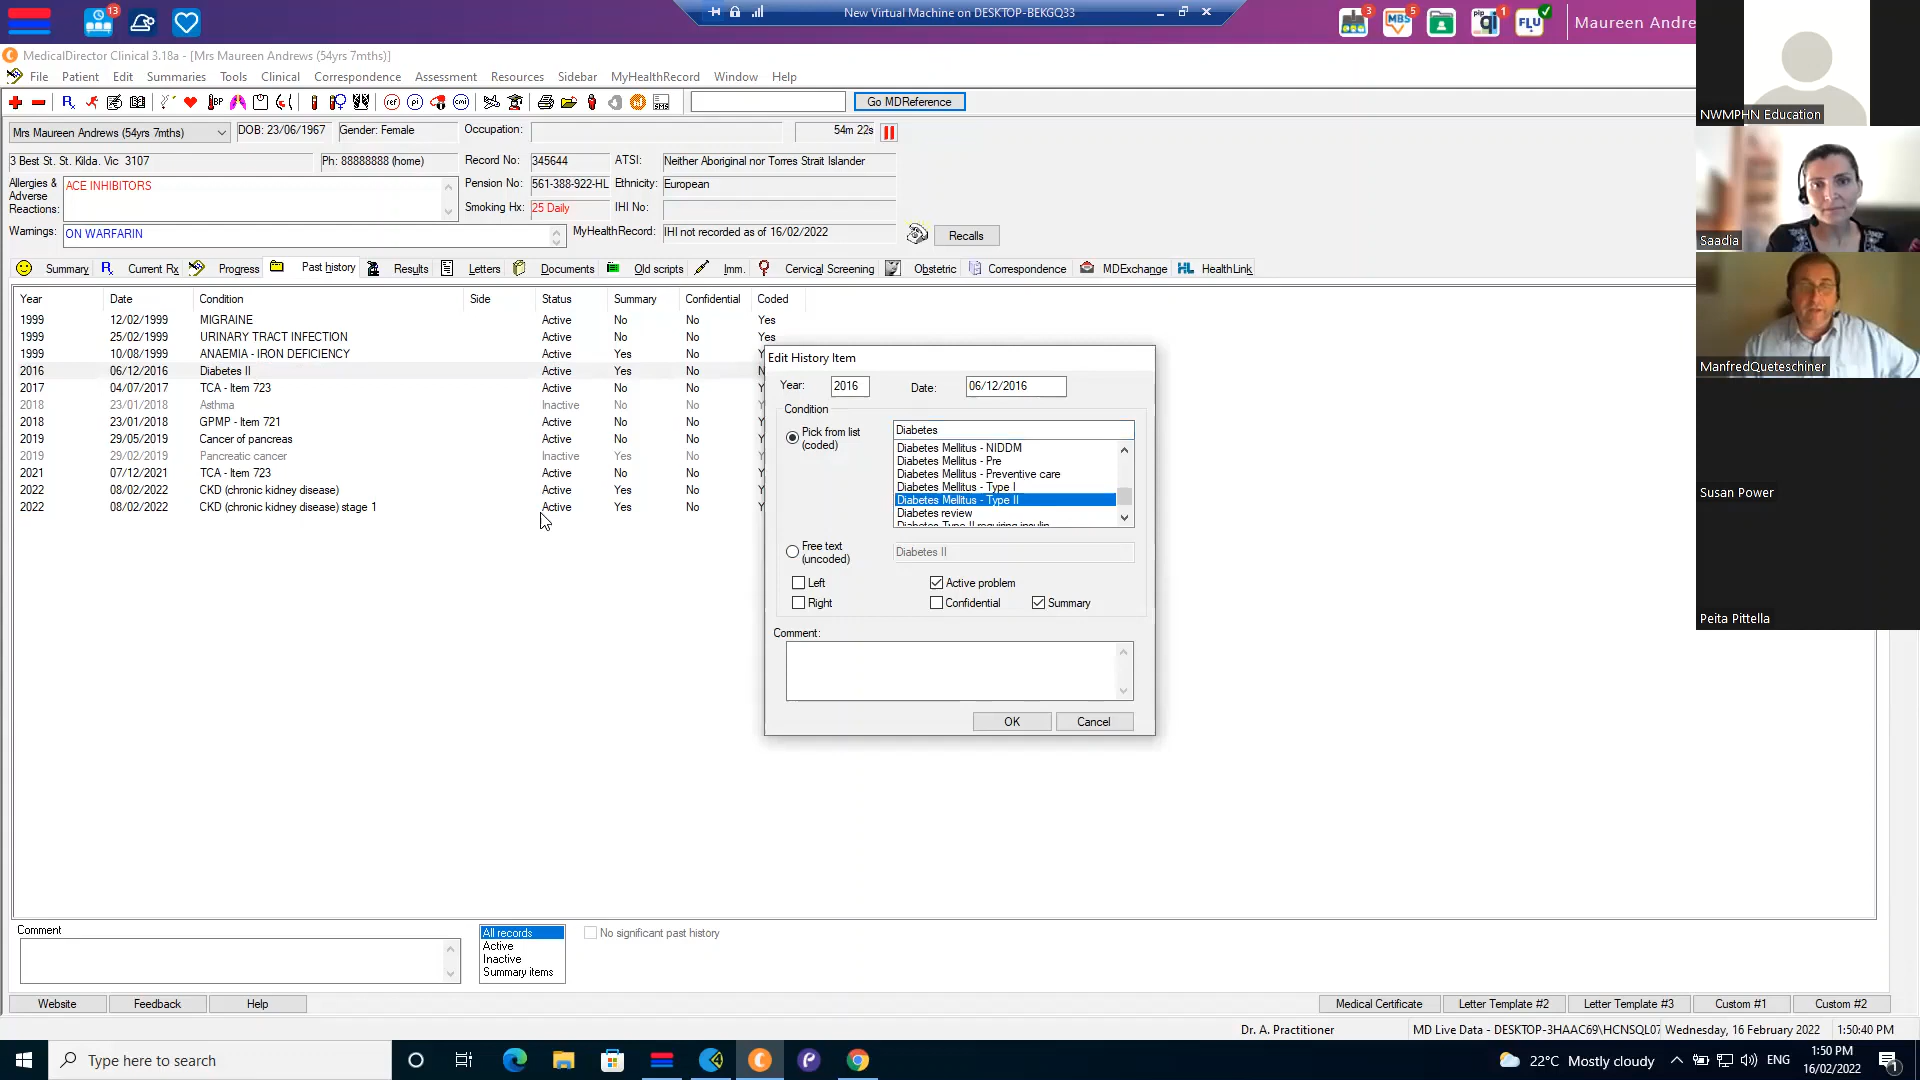 13
New Virtual Machine on DESKTOP-BEKGQ33
3
MBS
5
pip
1
FLU
Maureen Andre
MedicalDirector Clinical 3.18a - [Mrs Maureen Andrews (54yrs 7mths)]
File Patient Edit Summaries Tools Clinical Correspondence Assessment Resources Sidebar MyHealthRecord Window Help
Go MDReference
Mrs Maureen Andrews (54yrs 7mths) DOB: 23/06/1967 Gender: Female Occupation: 54m 22s
3 Best St. St. Kilda. Vic 3107 Ph: 88888888 (home) Record No: 345644 ATSI: Neither Aboriginal nor Torres Strait Islander
Allergies & Adverse Reactions: ACE INHIBITORS Pension No: 561-388-922-HL Ethnicity: European
Smoking Hx: 25 Daily IHI No:
Warnings: ON WARFARIN MyHealthRecord: IHI not recorded as of 16/02/2022 Recalls
Summary Current Rx Progress Past history Results Letters Documents Old scripts Imm. Cervical Screening Obstetric Correspondence MDExchange HealthLink
Year Date Condition Side Status Summary Confidential Coded
1999 12/02/1999 MIGRAINE Active No No Yes
1999 25/02/1999 URINARY TRACT INFECTION Active No No Yes
1999 10/08/1999 ANAEMIA - IRON DEFICIENCY Active Yes No
2016 06/12/2016 Diabetes II Active Yes No
2017 04/07/2017 TCA - Item 723 Active No No
2018 23/01/2018 Asthma Inactive No No
2018 23/01/2018 GPMP - Item 721 Active No No
2019 29/05/2019 Cancer of pancreas Active No No
2019 29/02/2019 Pancreatic cancer Inactive Yes No
2021 07/12/2021 TCA - Item 723 Active No No
2022 08/02/2022 CKD (chronic kidney disease) Active Yes No
2022 08/02/2022 CKD (chronic kidney disease) stage 1 Active Yes No
Edit History Item
Year: 2016 Date: 06/12/2016
Condition
Pick from list (coded)
Diabetes
Diabetes Mellitus - NIDDM
Diabetes Mellitus - Pre
Diabetes Mellitus - Preventive care
Diabetes Mellitus - Type I
Diabetes Mellitus - Type II
Diabetes review
Diabetes Type II requiring insulin
Free text (uncoded)
Diabetes II
Left Active problem
Right Confidential Summary
Comment:
OK Cancel
NWMPHN Education
Saadia
ManfredQueteschiner
Susan Power
Peita Pittella
Comment
All records
Active
Inactive
Summary items
No significant past history
Website Feedback Help
Medical Certificate Letter Template #2 Letter Template #3 Custom #1 Custom #2
Dr. A. Practitioner MD Live Data - DESKTOP-3HAAC69\HCNSQL07 Wednesday, 16 February 2022 1:50:40 PM
Type here to search
22°C Mostly cloudy ENG 1:50 PM
16/02/2022